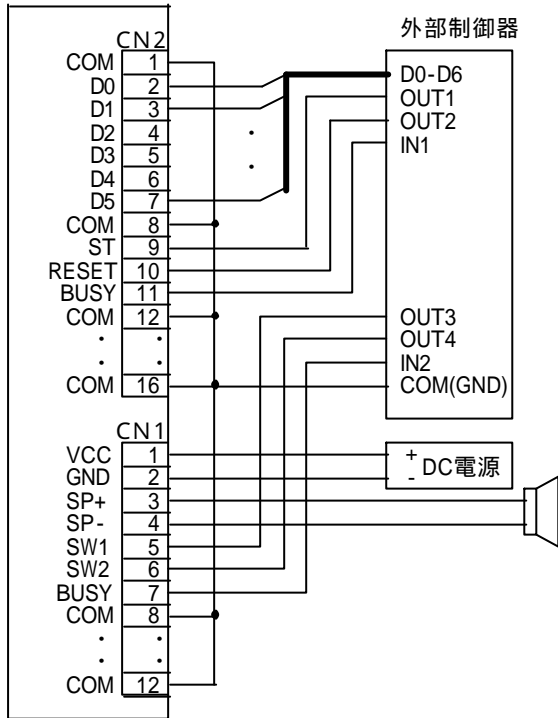 外部制御器
CN2
COM 1
D0 2
D1 3
D2 4
D3 5
D4 6
D5 7
COM 8
ST 9
RESET 10
BUSY 11
COM 12
COM 16
D0-D6
OUT1
OUT2
IN1
OUT3
OUT4
IN2
COM(GND)
CN1
VCC 1
GND 2
SP+ 3
SP- 4
SW1 5
SW2 6
BUSY 7
COM 8
COM 12
+ DC電源
-